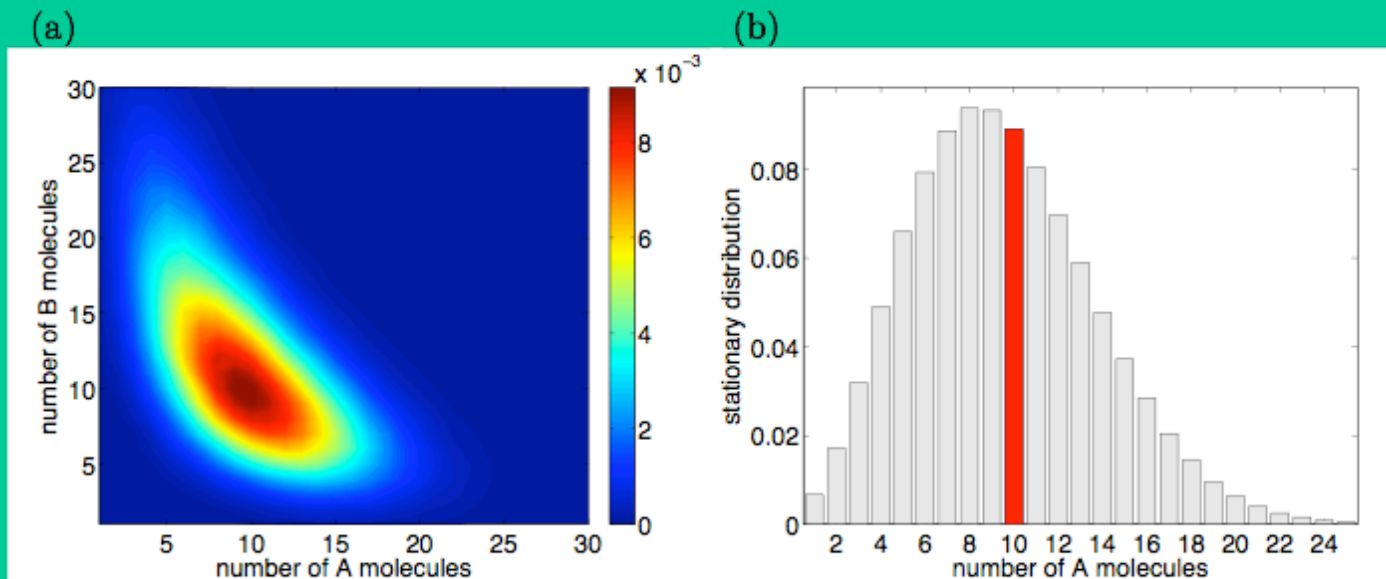 (a)
x 10⁻³
30
25
20
15
10
5
number of B molecules
5 10 15 20 25 30
number of A molecules
8
6
4
2
0
(b)
0.08
0.06
0.04
0.02
0
stationary distribution
2 4 6 8 10 12 14 16 18 20 22 24
number of A molecules